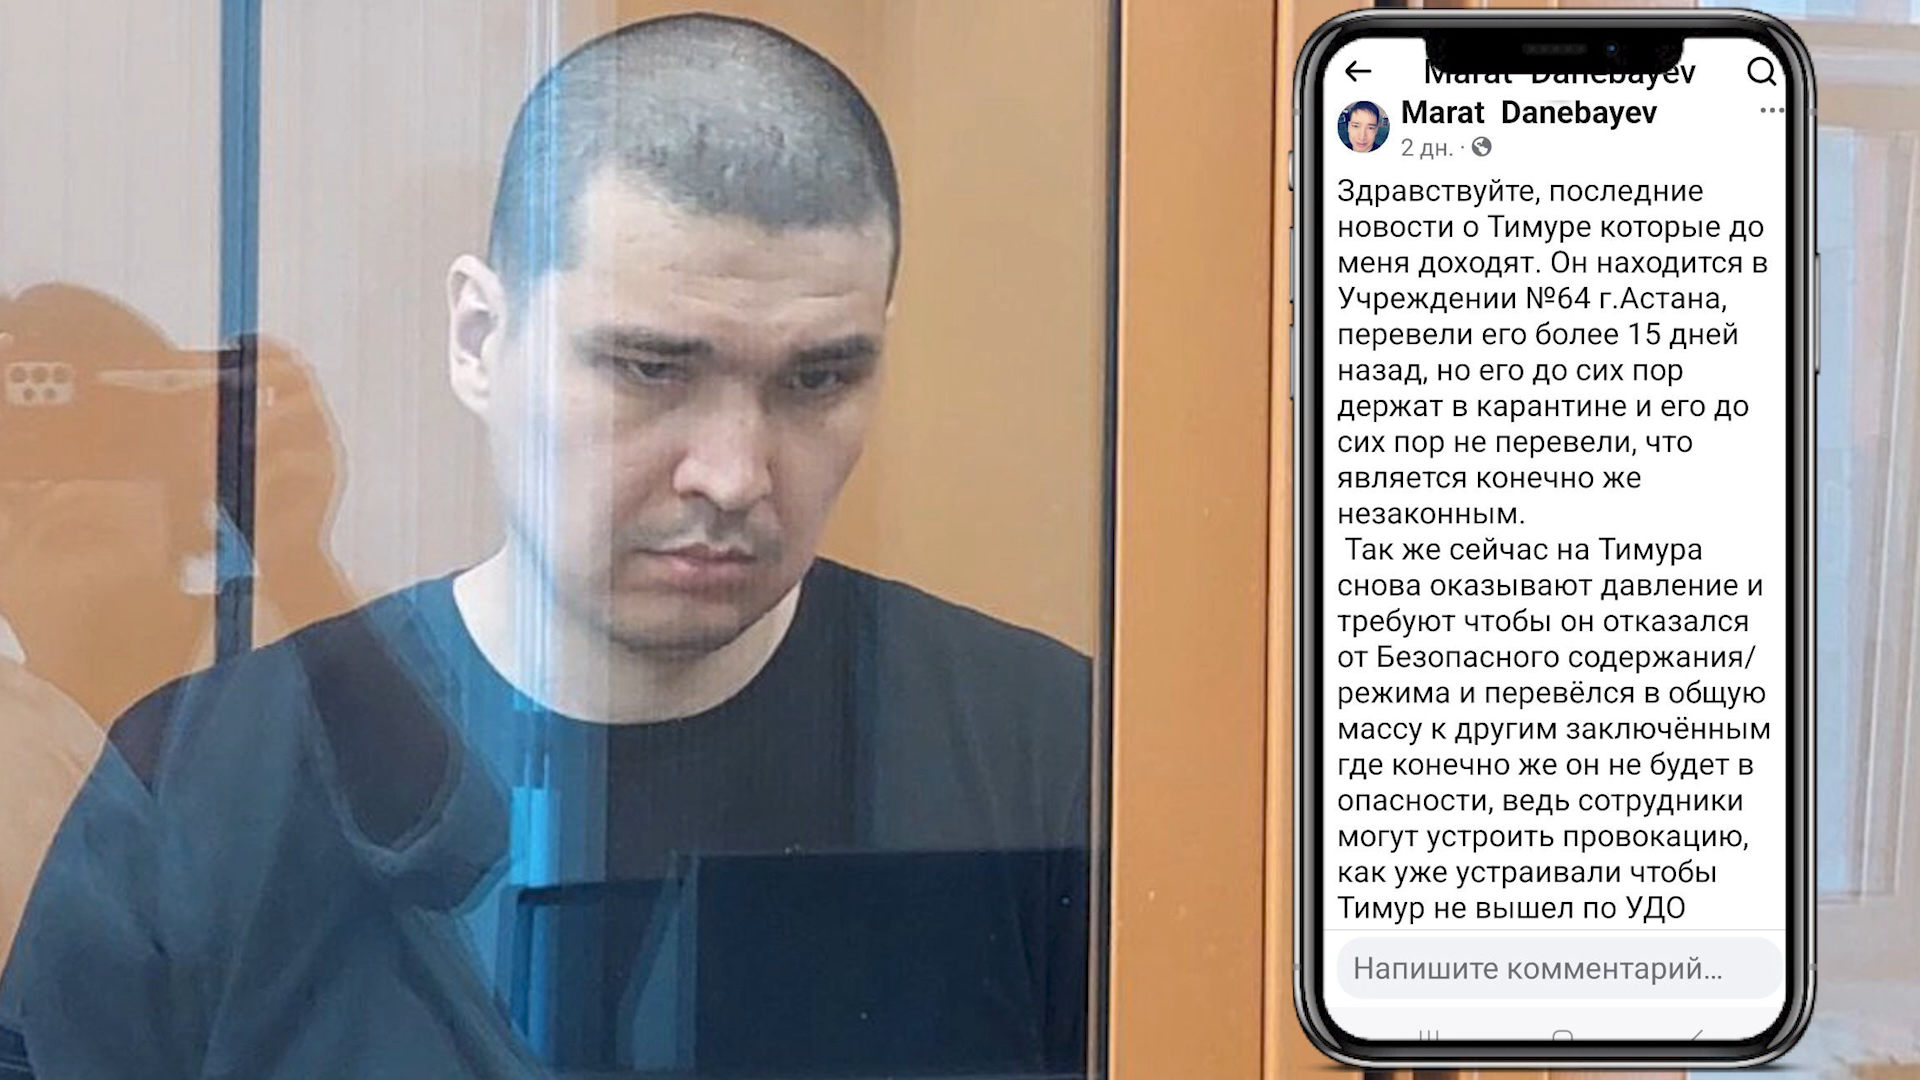 Marat Danebayev
Marat Danebayev
2 дн.
Здравствуйте, последние
новости о Тимуре которые до
меня доходят. Он находится в
Учреждении №64 г.Астана,
перевели его более 15 дней
назад, но его до сих пор
держат в карантине и его до
сих пор не перевели, что
является конечно же
незаконным.
Так же сейчас на Тимура
снова оказывают давление и
требуют чтобы он отказался
от Безопасного содержания/
режима и перевёлся в общую
массу к другим заключённым
где конечно же он не будет в
опасности, ведь сотрудники
могут устроить провокацию,
как уже устраивали чтобы
Тимур не вышел по УДО
Напишите комментарий...